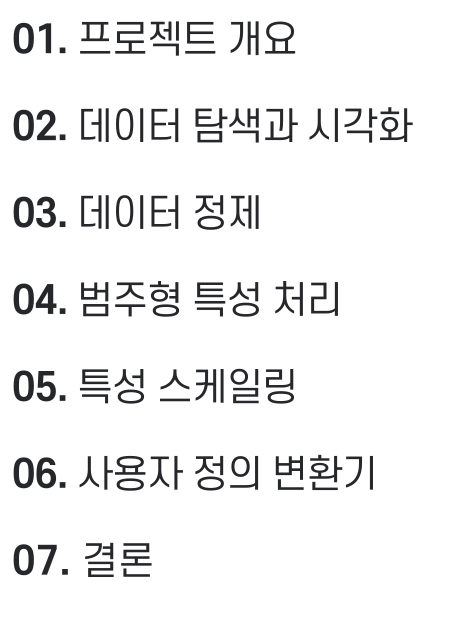 01. 프로젝트 개요
02. 데이터 탐색과 시각화
03. 데이터 정제
04. 범주형 특성 처리
05. 특성 스케일링
06. 사용자 정의 변환기
07. 결론